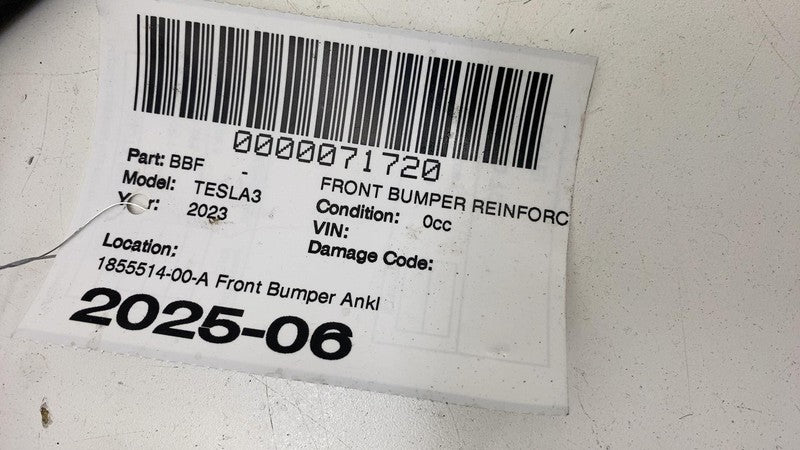 0000071720
Part: BBF - FRONT BUMPER REINFORC
Model: TESLA3 Condition: 0cc
Year: 2023 VIN:
Damage Code:
Location:
1855514-00-A Front Bumper Ankl
2025-06